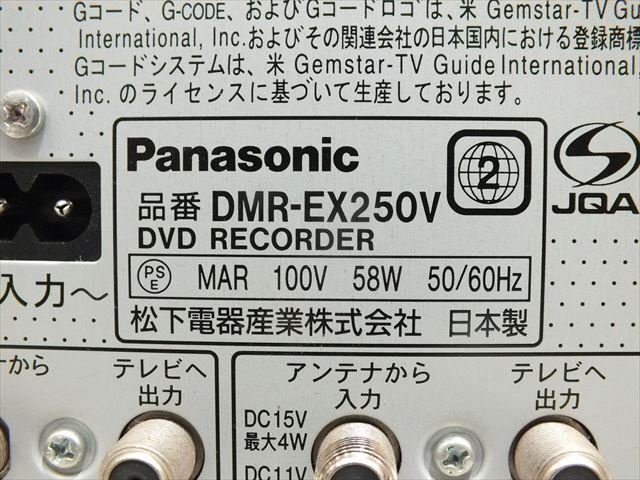 Gコード、G-CODE、およびGコードロゴは、米 Gemstar-TV Gu
International, Inc.およびその関連会社の日本国内における登録商標
Gコードシステムは、米 Gemstar-TV Guide International,
Inc. のライセンスに基づいて生産しております。
Panasonic
2
品番 DMR-EX250V
DVD RECORDER
JQA
PS
E
MAR 100V 58W 50/60Hz
松下電器産業株式会社 日本製
入力～
から
テレビへ
出力
アンテナから
入力
テレビへ
出力
DC15V
最大4W
DC11V